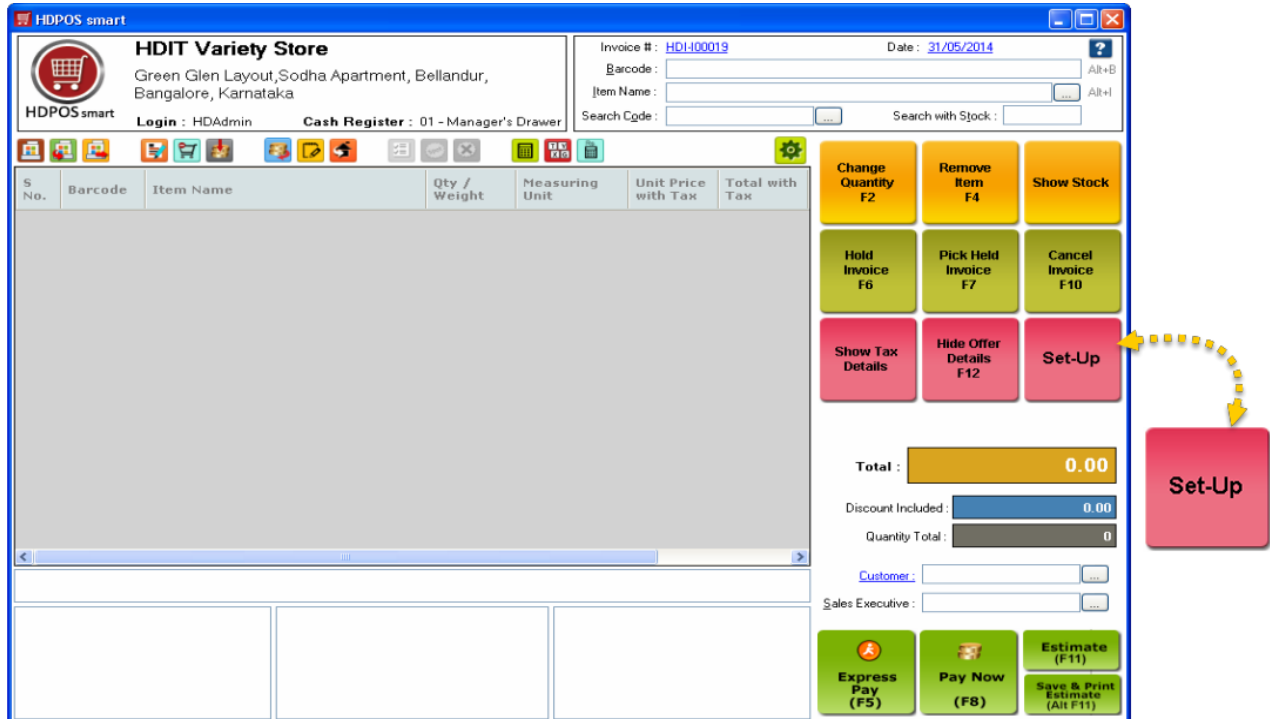 HDPOS smart
HDIT Variety Store
Green Glen Layout,Sodha Apartment, Bellandur,
Bangalore, Karnataka
HDPOS smart
Login : HDAdmin Cash Register : 01 - Manager's Drawer
Invoice # : HDI-I00019 Date : 31/05/2014 ?
Barcode : Alt+B
Item Name : ... Alt+I
Search Code : ... Search with Stock :
S No. Barcode Item Name Qty / Weight Measuring Unit Unit Price with Tax Total with Tax
Change
Quantity
F2
Remove
Item
F4
Show Stock
Hold
Invoice
F6
Pick Held
Invoice
F7
Cancel
Invoice
F10
Show Tax
Details
Hide Offer
Details
F12
Set-Up
Set-Up
Total : 0.00
Discount Included : 0.00
Quantity Total : 0
Customer : ...
Sales Executive : ...
Express
Pay
(F5)
Pay Now
(F8)
Estimate
(F11)
Save & Print
Estimate
(Alt F11)